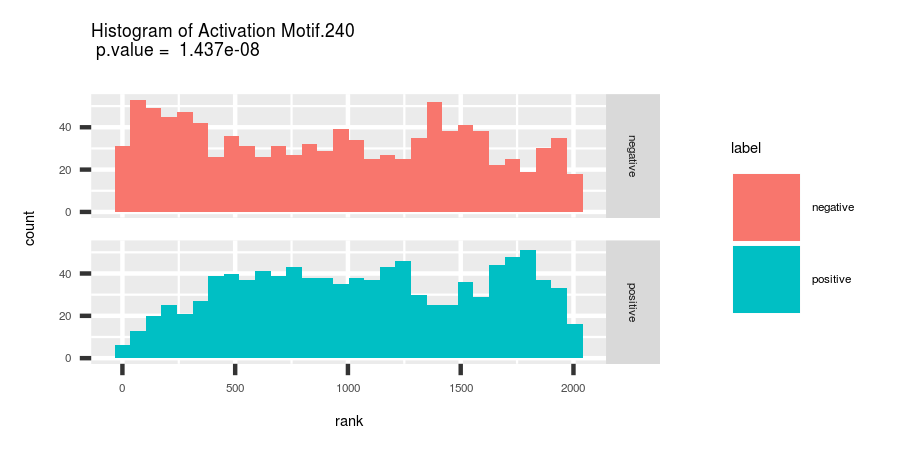 Histogram of Activation Motif.240
p.value = 1.437e-08
count
40
20
0
negative
40
20
0
positive
0 500 1000 1500 2000
rank
label
negative
positive